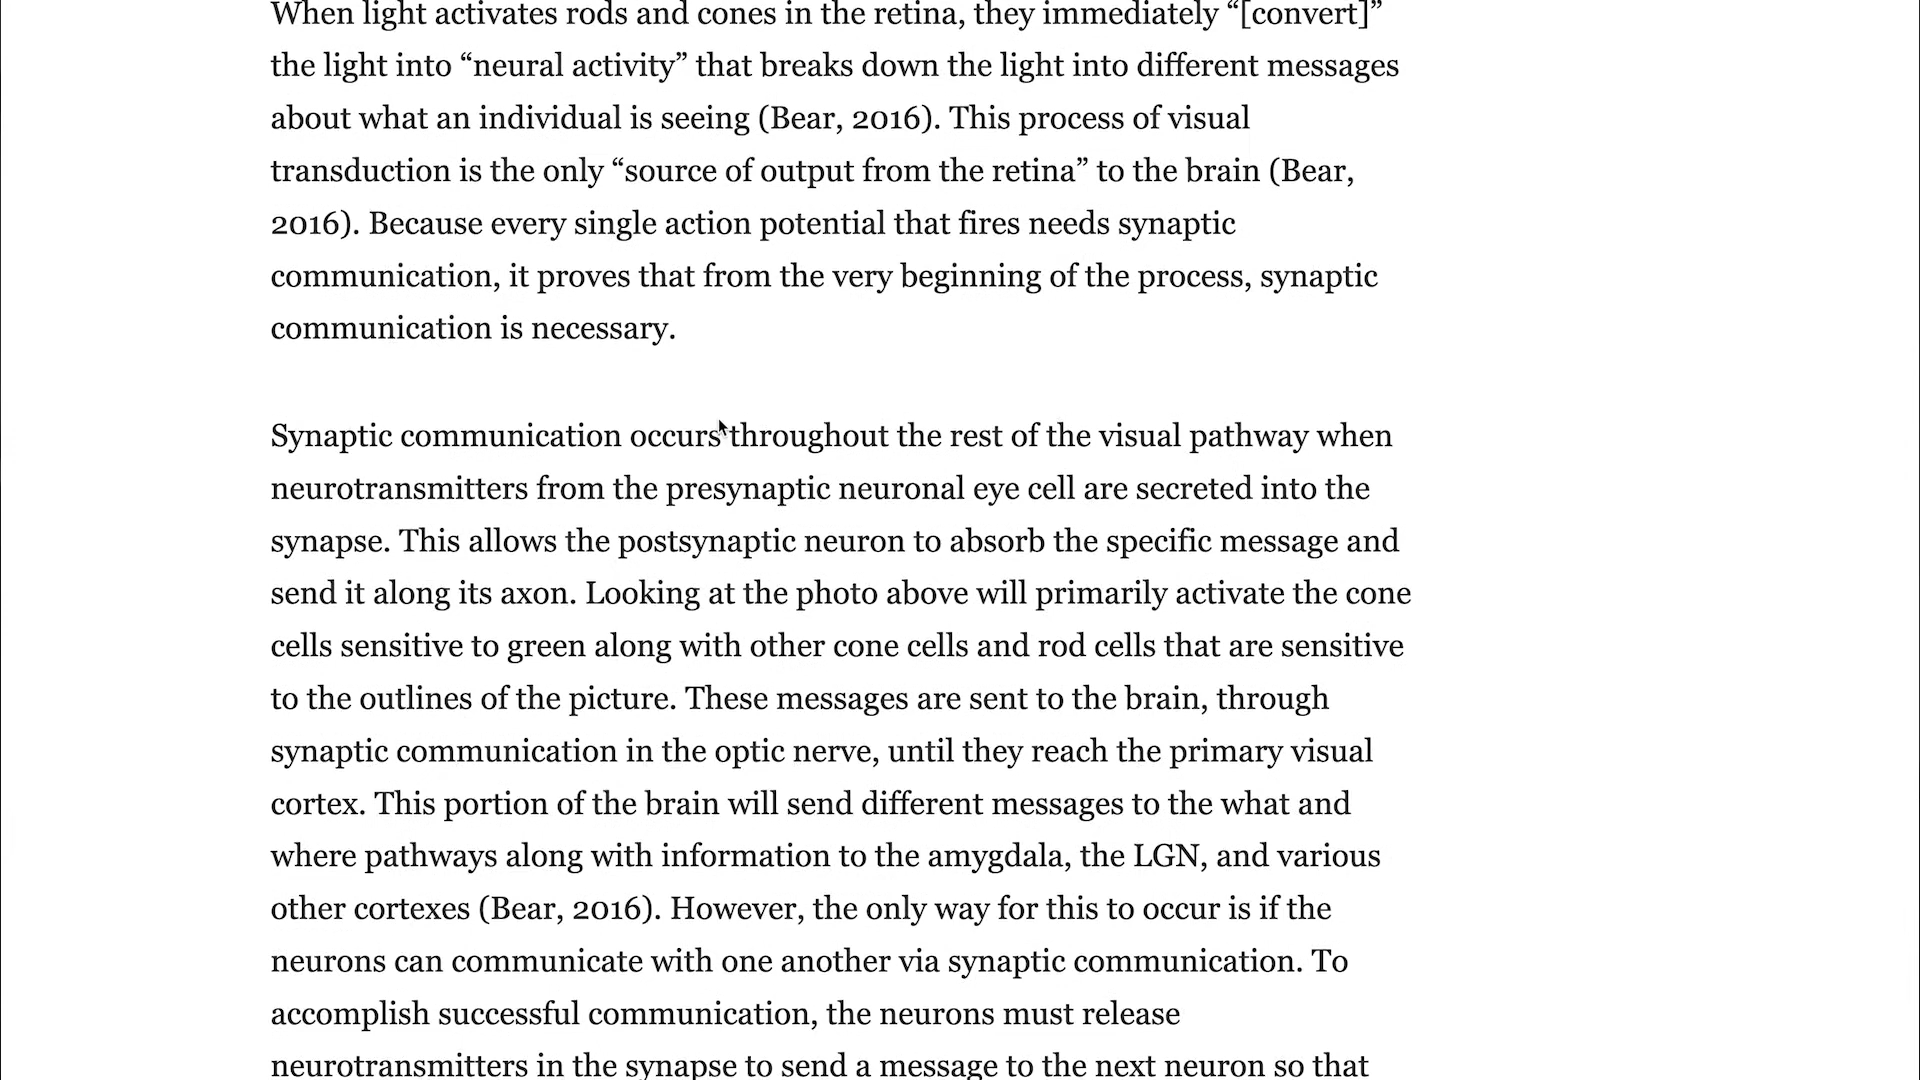 When light activates rods and cones in the retina, they immediately “[convert]”
the light into “neural activity” that breaks down the light into different messages
about what an individual is seeing (Bear, 2016). This process of visual
transduction is the only “source of output from the retina” to the brain (Bear,
2016). Because every single action potential that fires needs synaptic
communication, it proves that from the very beginning of the process, synaptic
communication is necessary.
Synaptic communication occurs throughout the rest of the visual pathway when
neurotransmitters from the presynaptic neuronal eye cell are secreted into the
synapse. This allows the postsynaptic neuron to absorb the specific message and
send it along its axon. Looking at the photo above will primarily activate the cone
cells sensitive to green along with other cone cells and rod cells that are sensitive
to the outlines of the picture. These messages are sent to the brain, through
synaptic communication in the optic nerve, until they reach the primary visual
cortex. This portion of the brain will send different messages to the what and
where pathways along with information to the amygdala, the LGN, and various
other cortexes (Bear, 2016). However, the only way for this to occur is if the
neurons can communicate with one another via synaptic communication. To
accomplish successful communication, the neurons must release
neurotransmitters in the synapse to send a message to the next neuron so that